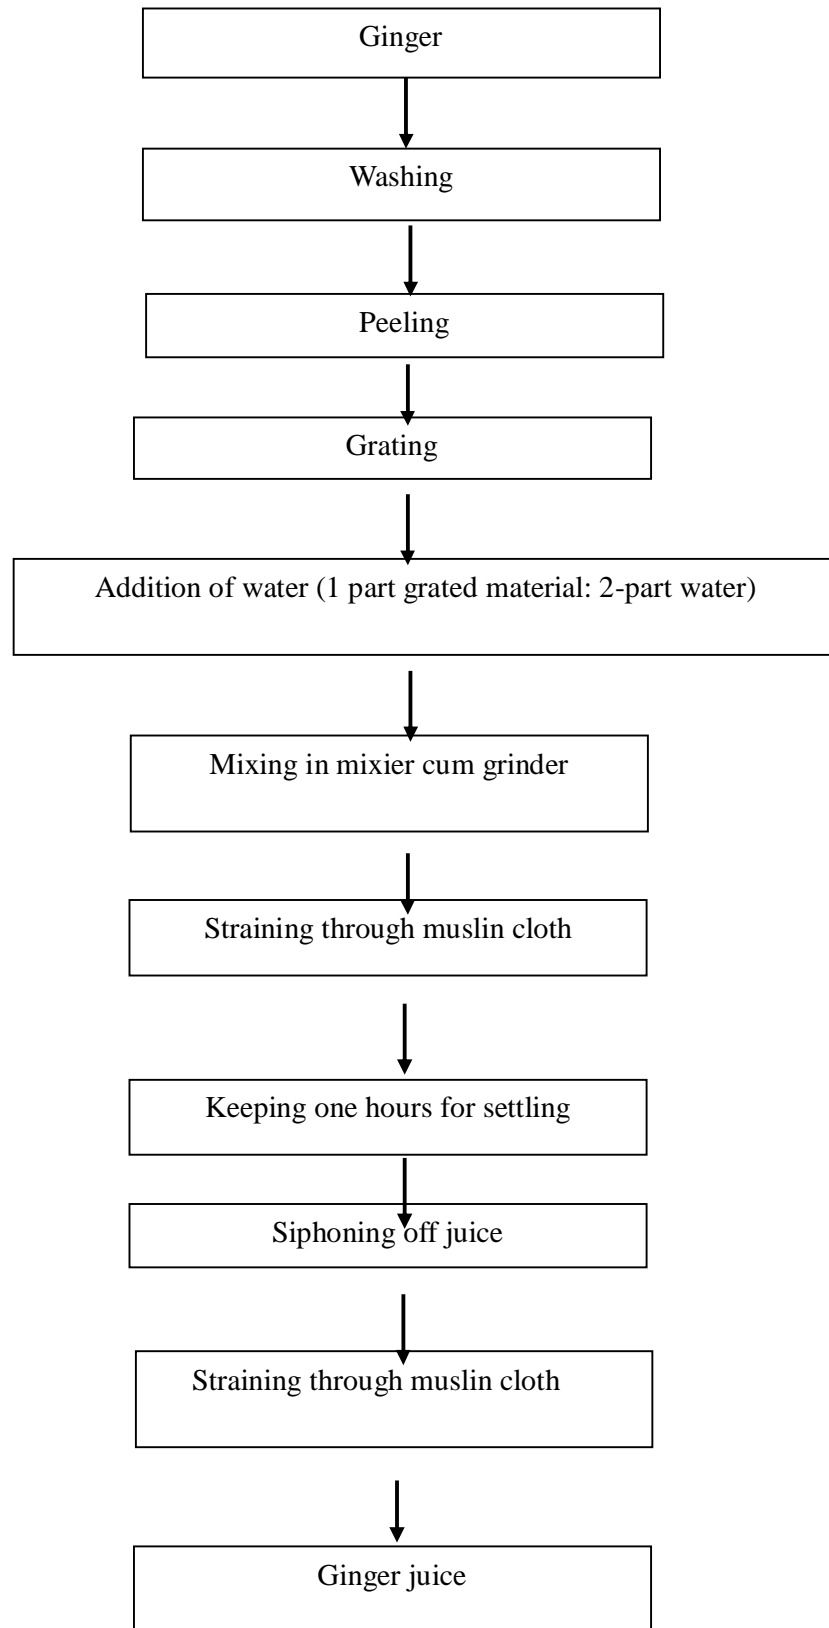 Ginger
Washing
Peeling
Grating
Addition of water (1 part grated material: 2-part water)
Mixing in mixier cum grinder
Straining through muslin cloth
Keeping one hours for settling
Siphoning off juice
Straining through muslin cloth
Ginger juice